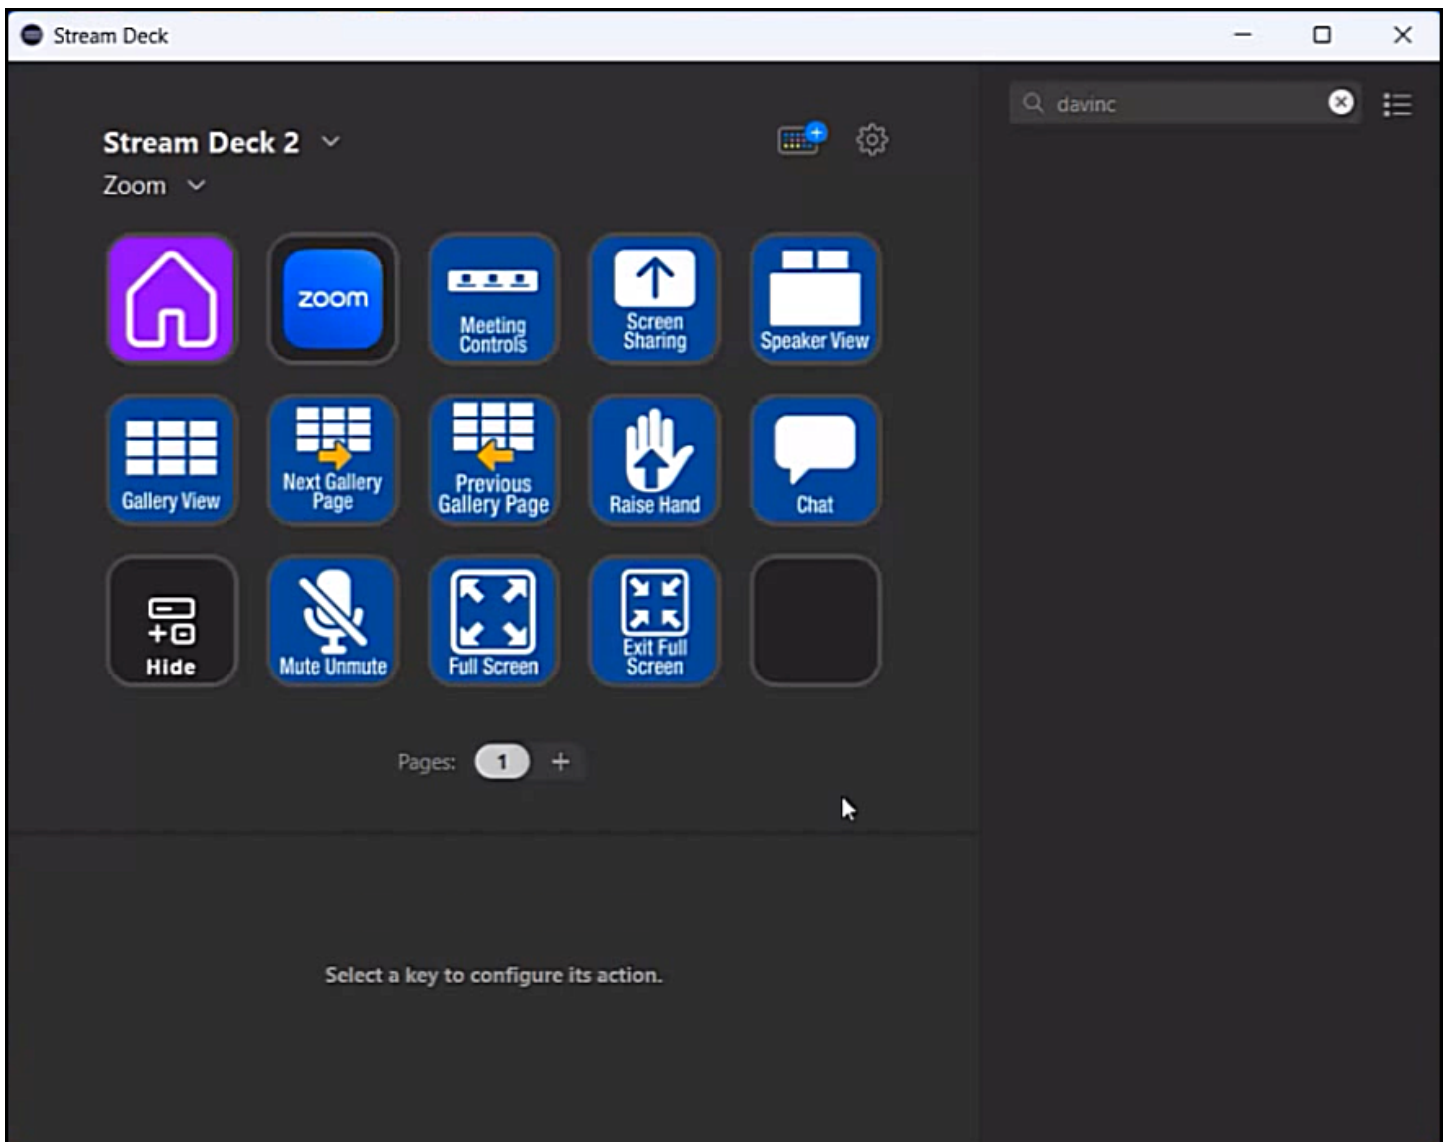 Stream Deck
davinc
Stream Deck 2
Zoom
zoom
Meeting
Controls
Screen
Sharing
Speaker View
Gallery View
Next Gallery
Page
Previous
Gallery Page
Raise Hand
Chat
Hide
Mute Unmute
Full Screen
Exit Full
Screen
Pages: 1 +
Select a key to configure its action.